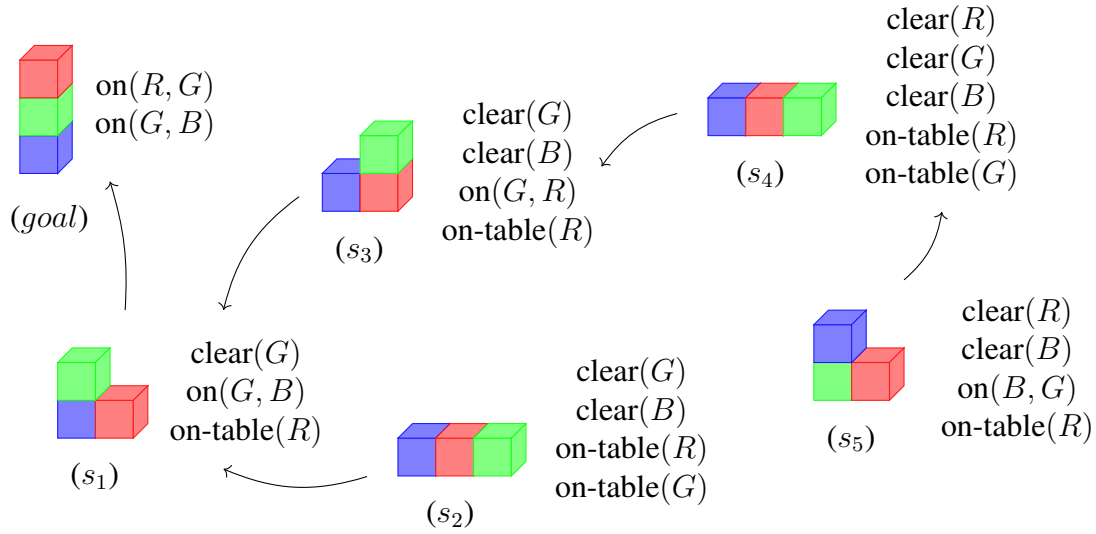 on(R, G)
on(G, B)
(goal)
clear(G)
clear(B)
on(G, R)
on-table(R)
(s₃)
clear(R)
clear(G)
clear(B)
on-table(R)
on-table(G)
(s₄)
clear(G)
on(G, B)
on-table(R)
(s₁)
clear(G)
clear(B)
on-table(R)
on-table(G)
(s₂)
clear(R)
clear(B)
on(B, G)
on-table(R)
(s₅)